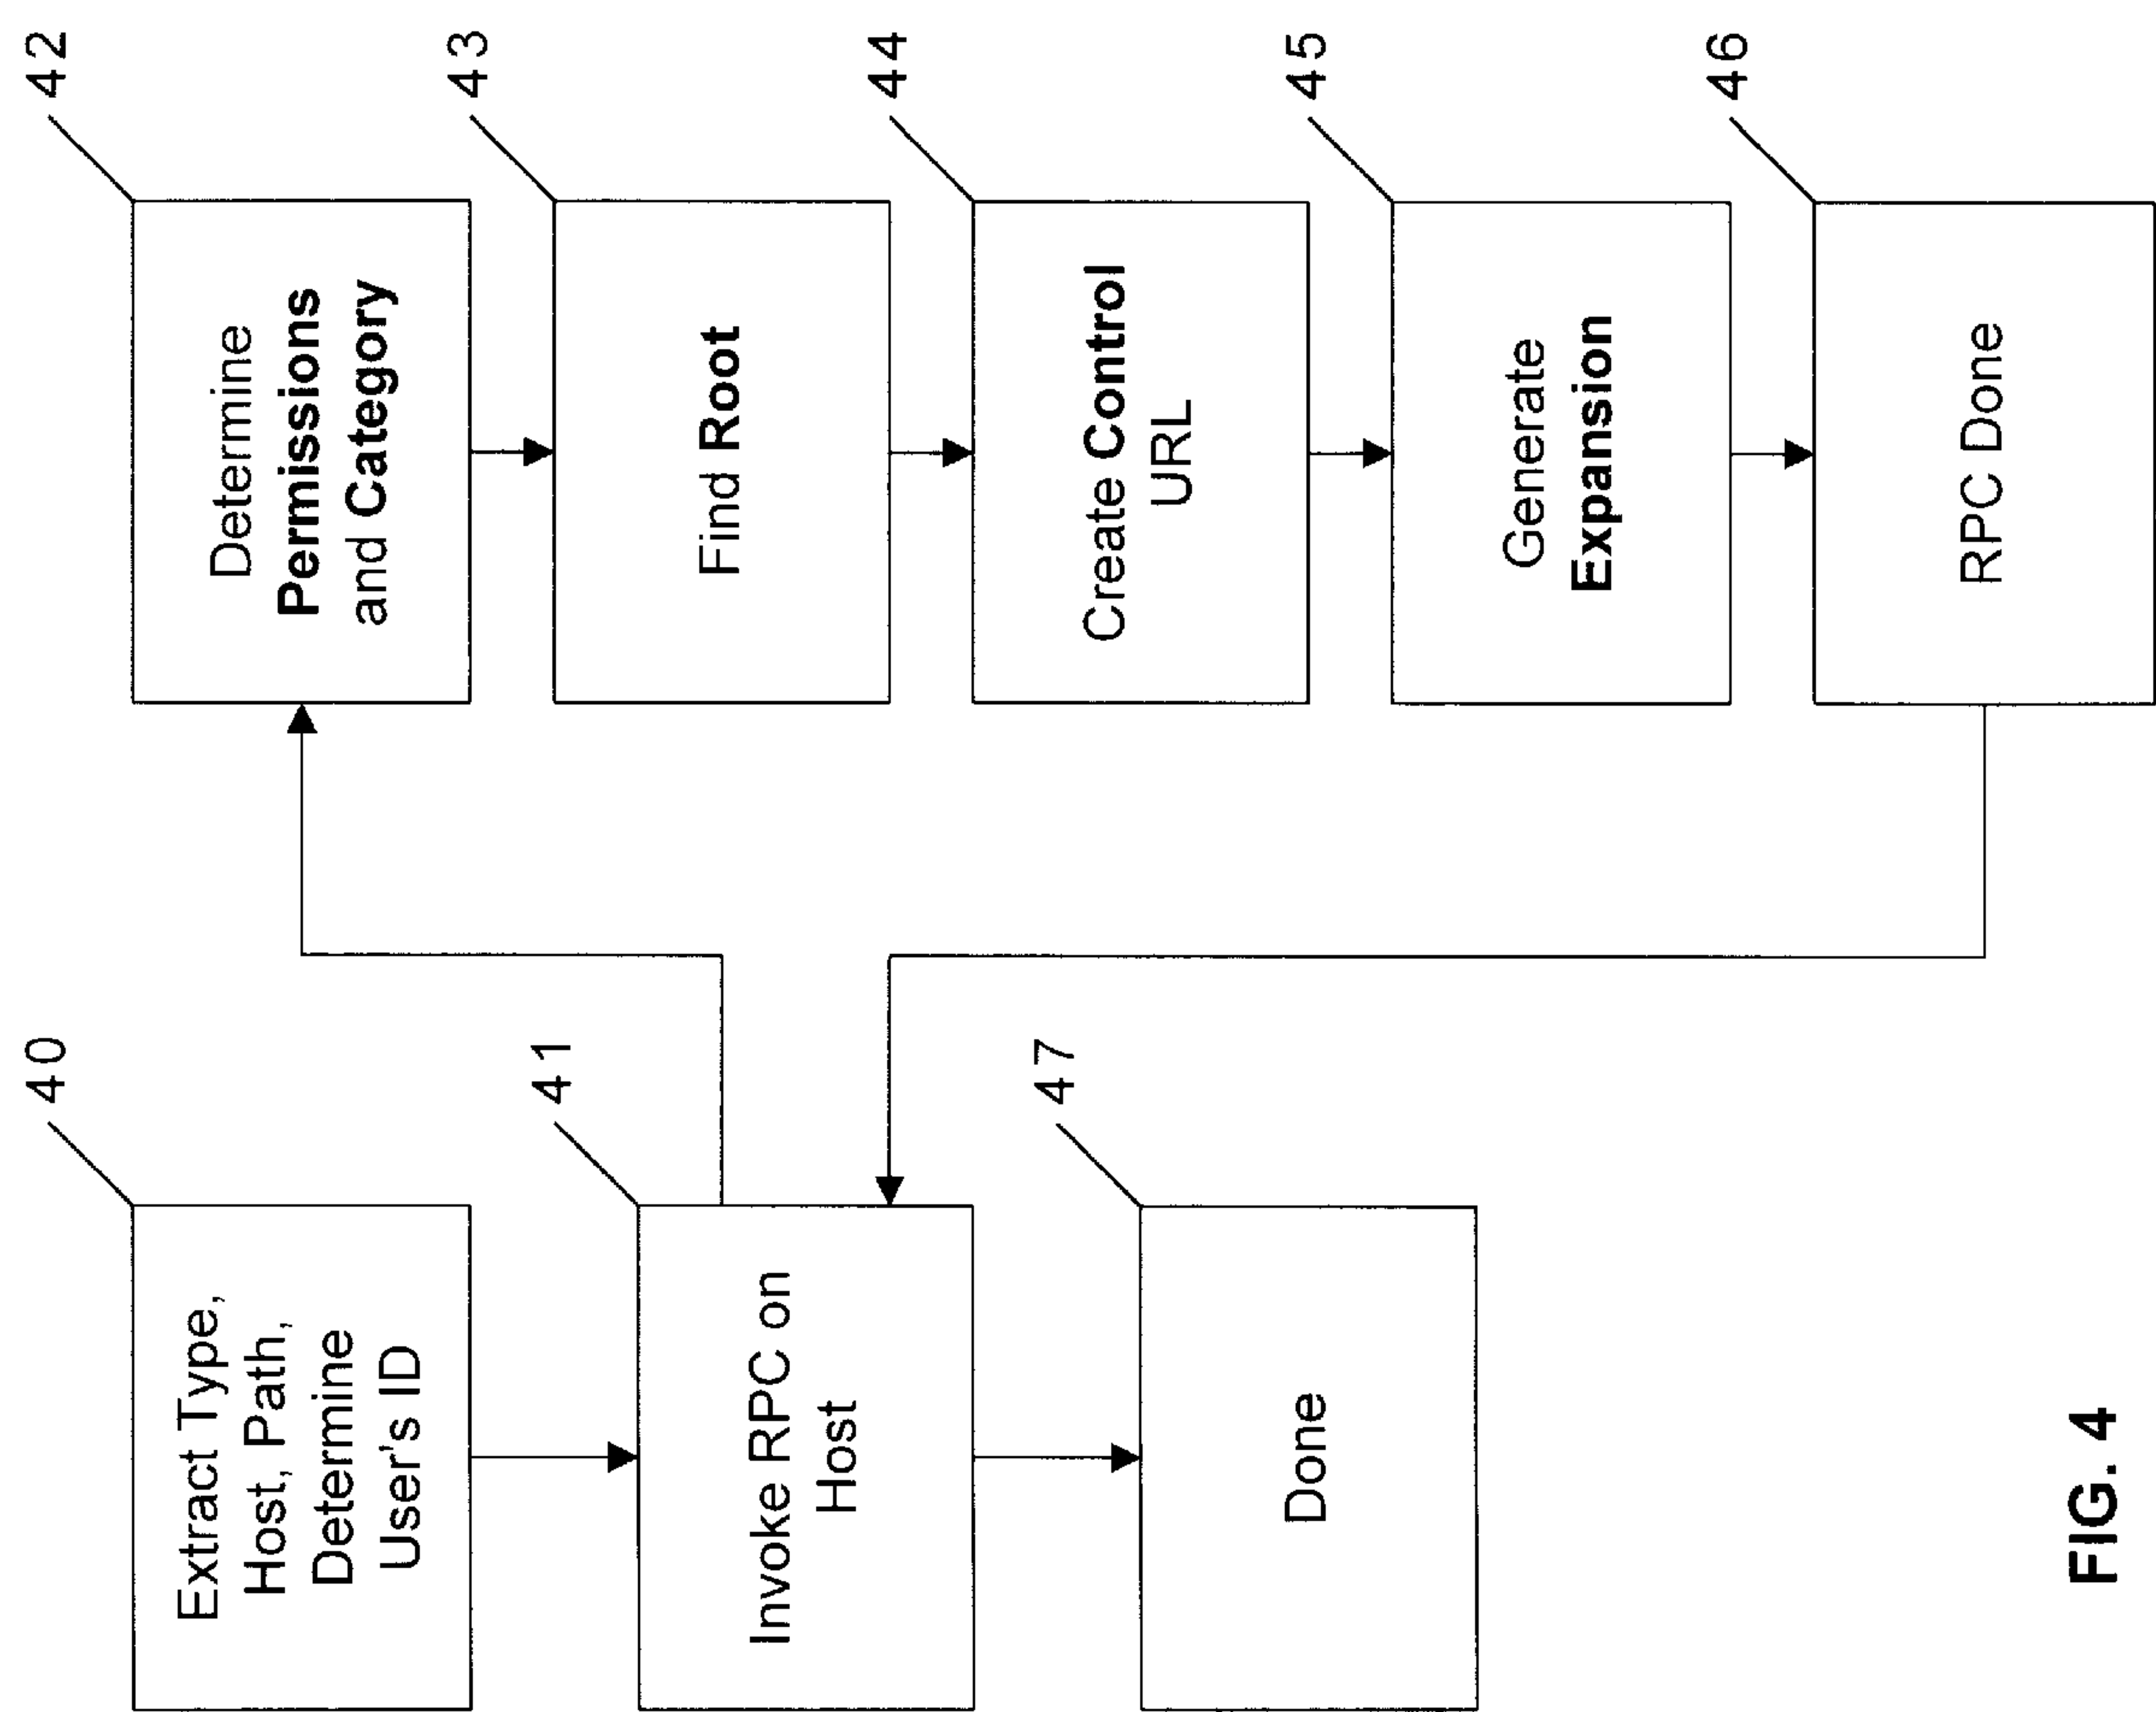 40
Extract Type,
Host, Path,
Determine
User's ID
41
Invoke RPC on
Host
47
Done
42
Determine
Permissions
and Category
43
Find Root
44
Create Control
URL
45
Generate
Expansion
46
RPC Done
FIG. 4